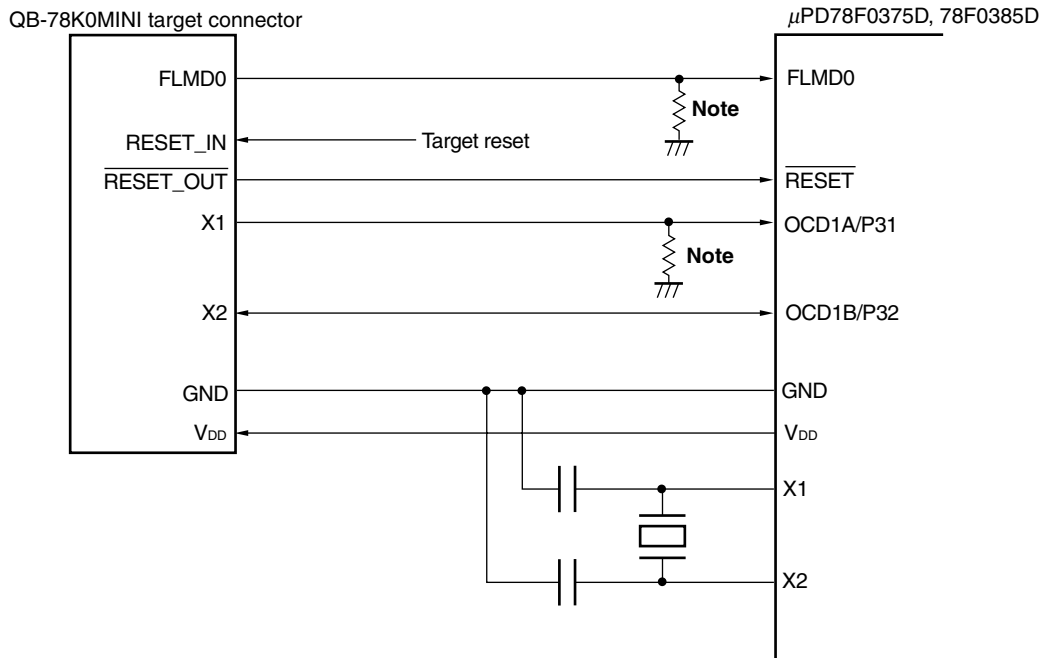 QB-78K0MINI target connector
μPD78F0375D, 78F0385D
FLMD0
FLMD0
Note
RESET_IN
Target reset
RESET_OUT
RESET
X1
OCD1A/P31
Note
X2
OCD1B/P32
GND
GND
VDD
VDD
X1
X2